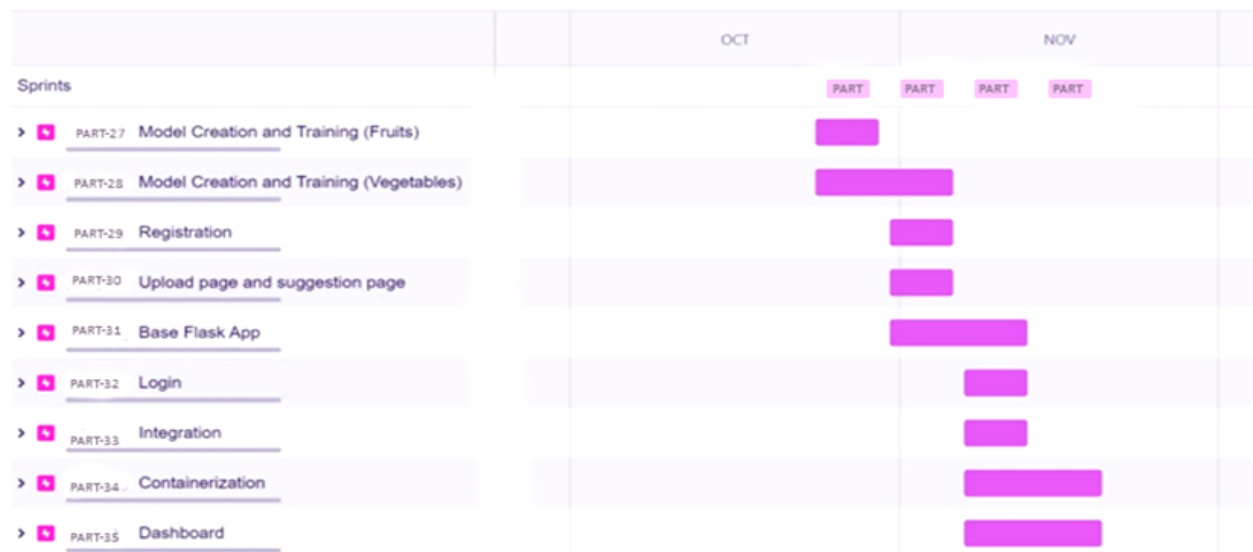 OCT NOV
Sprints PART PART PART PART
PART-27 Model Creation and Training (Fruits)
PART-28 Model Creation and Training (Vegetables)
PART-29 Registration
PART-30 Upload page and suggestion page
PART-31 Base Flask App
PART-32 Login
PART-33 Integration
PART-34 Containerization
PART-35 Dashboard